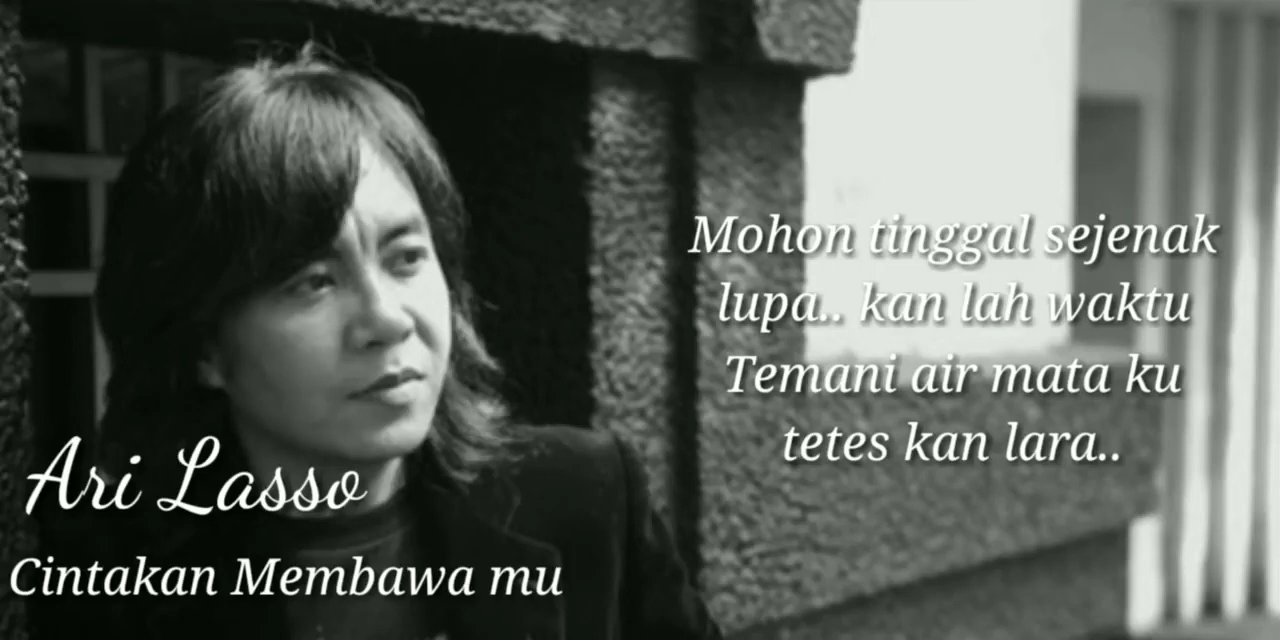 Mohon tinggal sejenak
lupa.. kan lah waktu
Temani air mata ku
tetes kan lara..
Ari Lasso
Cintakan Membawa mu